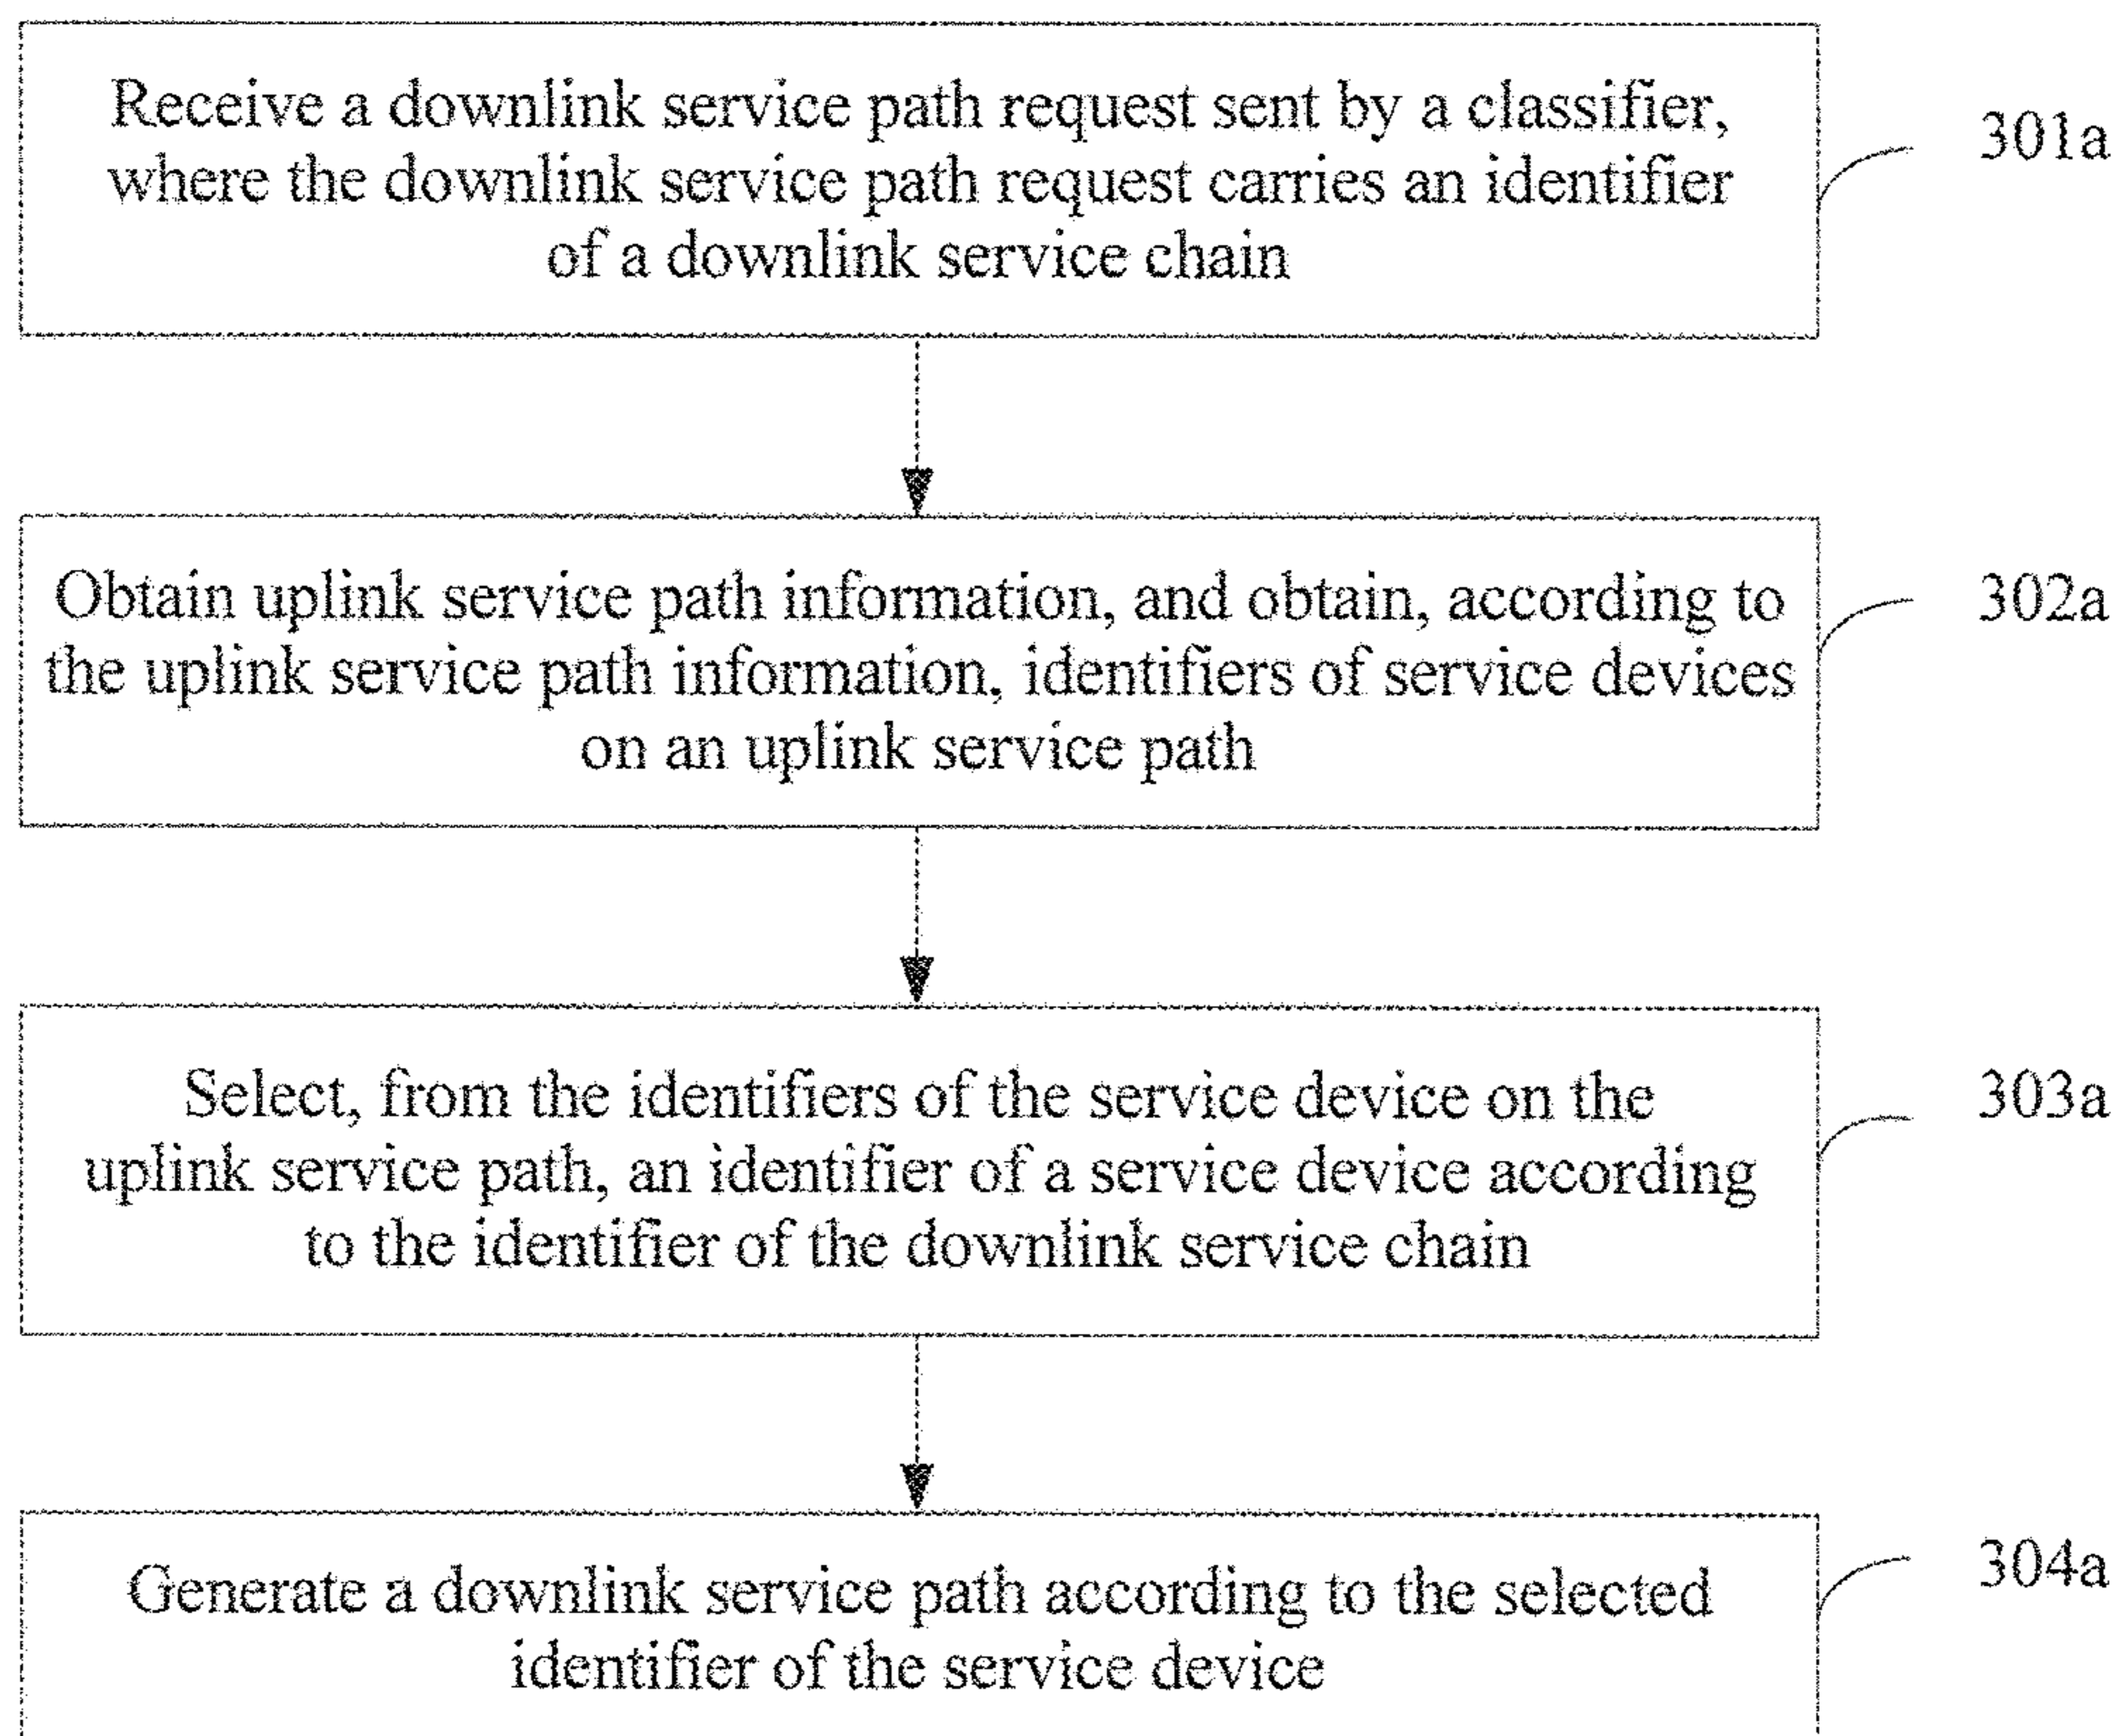 Receive a downlink service path request sent by a classifier,
where the downlink service path request carries an identifier
of a downlink service chain
301a
Obtain uplink service path information, and obtain, according to
the uplink service path information, identifiers of service devices
on an uplink service path
302a
Select, from the identifiers of the service device on the
uplink service path, an identifier of a service device according
to the identifier of the downlink service chain
303a
Generate a downlink service path according to the selected
identifier of the service device
304a